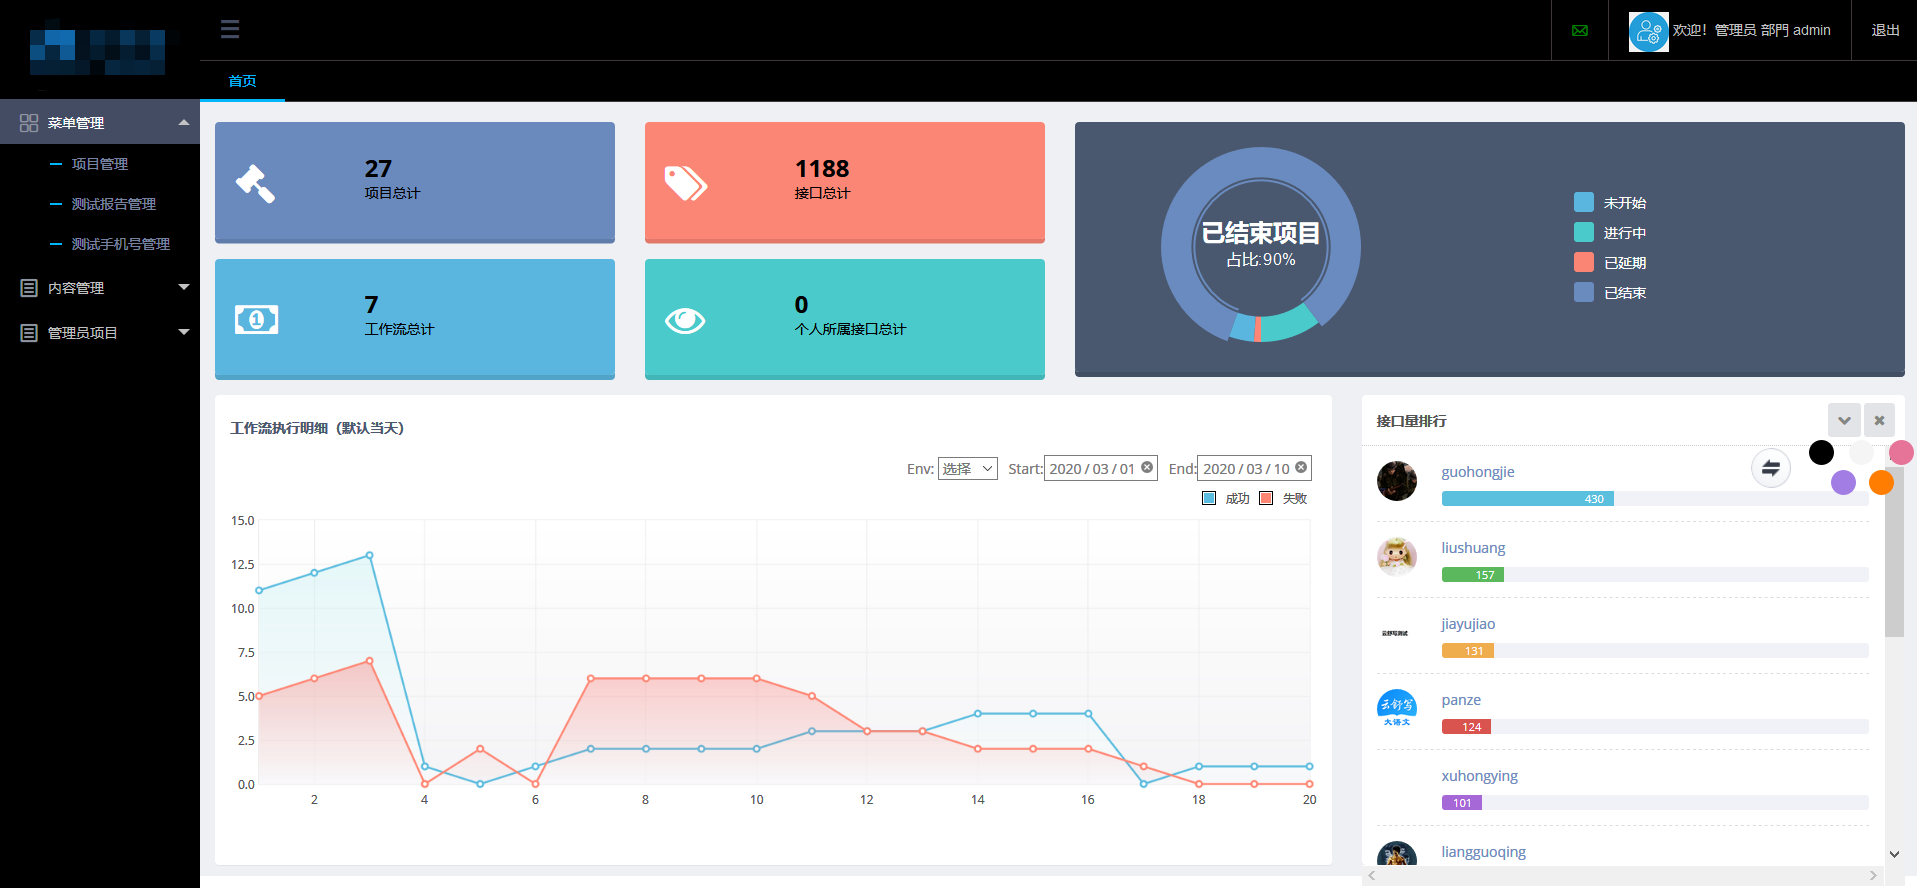 欢迎！管理员 部門 admin
退出
首页
菜单管理
项目管理
测试报告管理
测试手机号管理
内容管理
管理员项目
27
项目总计
1188
接口总计
7
工作流总计
0
个人所属接口总计
已结束项目
占比:90%
未开始
进行中
已延期
已结束
工作流执行明细（默认当天）
Env: 选择 Start: 2020 / 03 / 01 End: 2020 / 03 / 10
成功 失败
15.0
12.5
10.0
7.5
5.0
2.5
0.0
2 4 6 8 10 12 14 16 18 20
接口量排行
guohongjie
430
liushuang
157
jiayujiao
131
云舒写
大语文
panze
124
xuhongying
101
liangguoqing